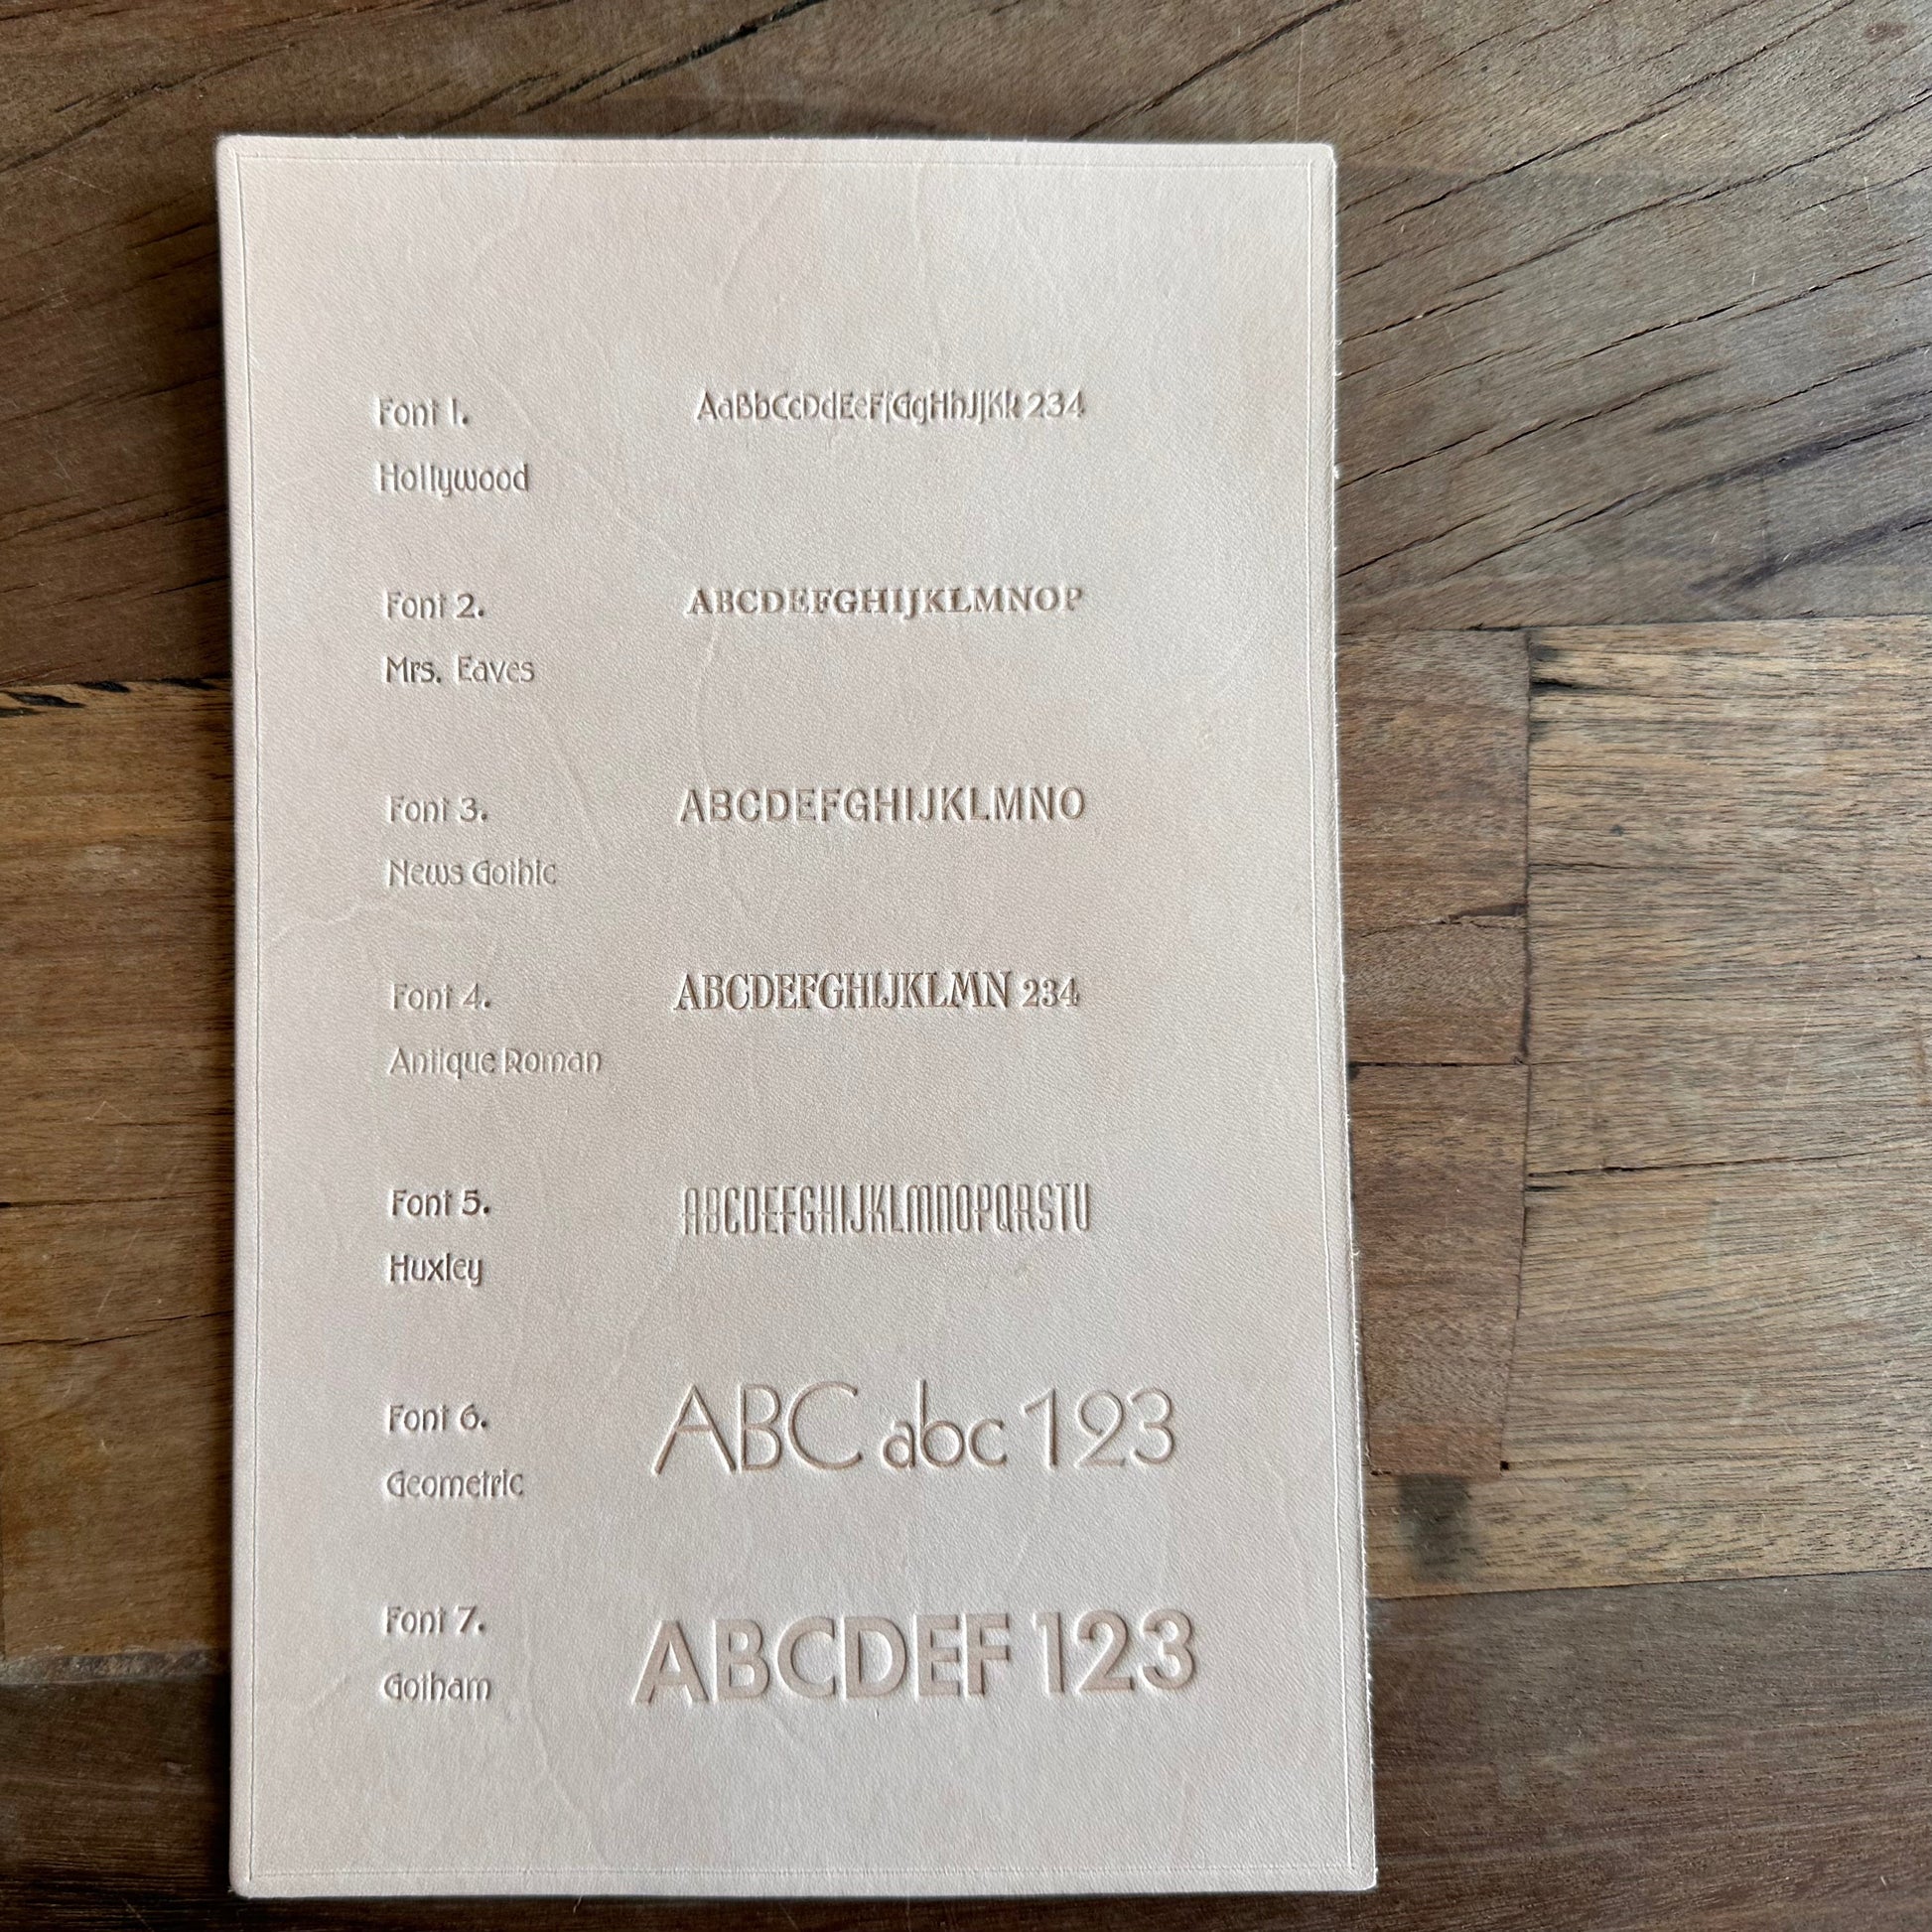 Font 1.
AaBbCcDdEeFfGgHhJjKk 234
Hollywood
Font 2.
ABCDEFGHIJKLMNOP
Mrs. Eaves
Font 3.
ABCDEFGHIJKLMNO
News Gothic
Font 4.
ABCDEFGHIJKLMN 234
Antique Roman
Font 5.
ABCDEFGHIJKLMNOPQRSTU
Huxley
Font 6.
ABC abc 123
Geometric
Font 7.
ABCDEF 123
Gotham